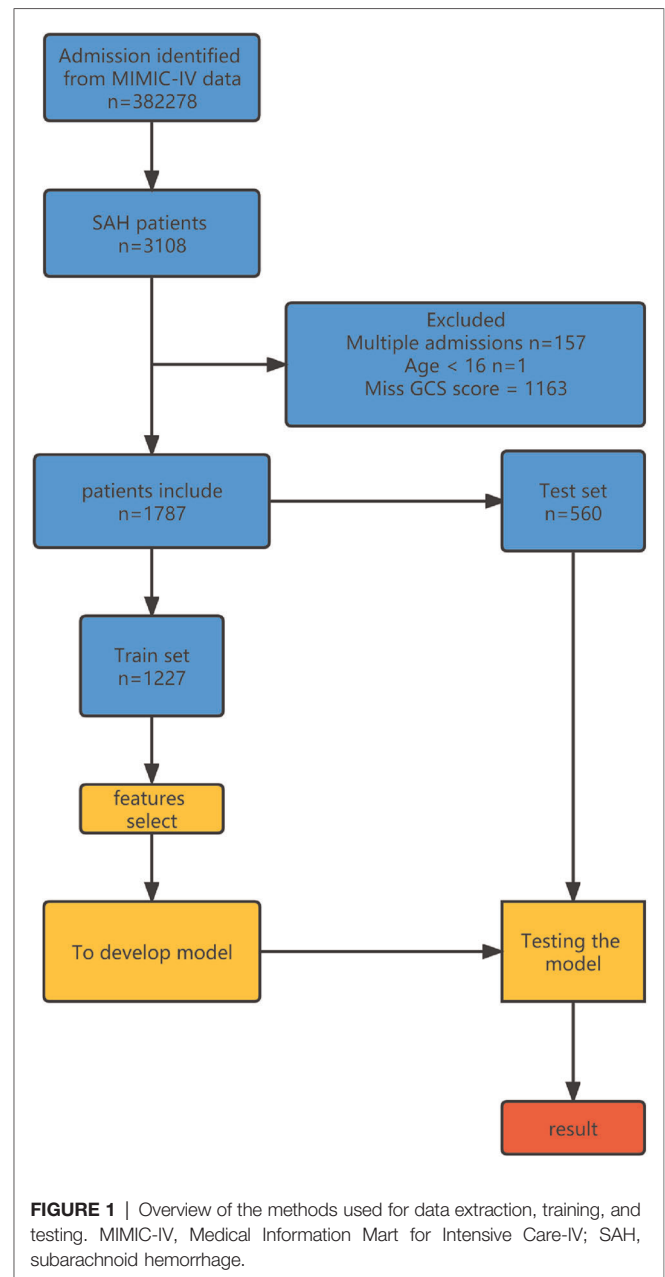 Admission identified
from MIMIC-IV data
n=382278
SAH patients
n=3108
Excluded
Multiple admissions n=157
Age < 16 n=1
Miss GCS score = 1163
patients include
n=1787
Test set
n=560
Train set
n=1227
features
select
To develop model
Testing the
model
result
FIGURE 1 | Overview of the methods used for data extraction, training, and
testing. MIMIC-IV, Medical Information Mart for Intensive Care-IV; SAH,
subarachnoid hemorrhage.